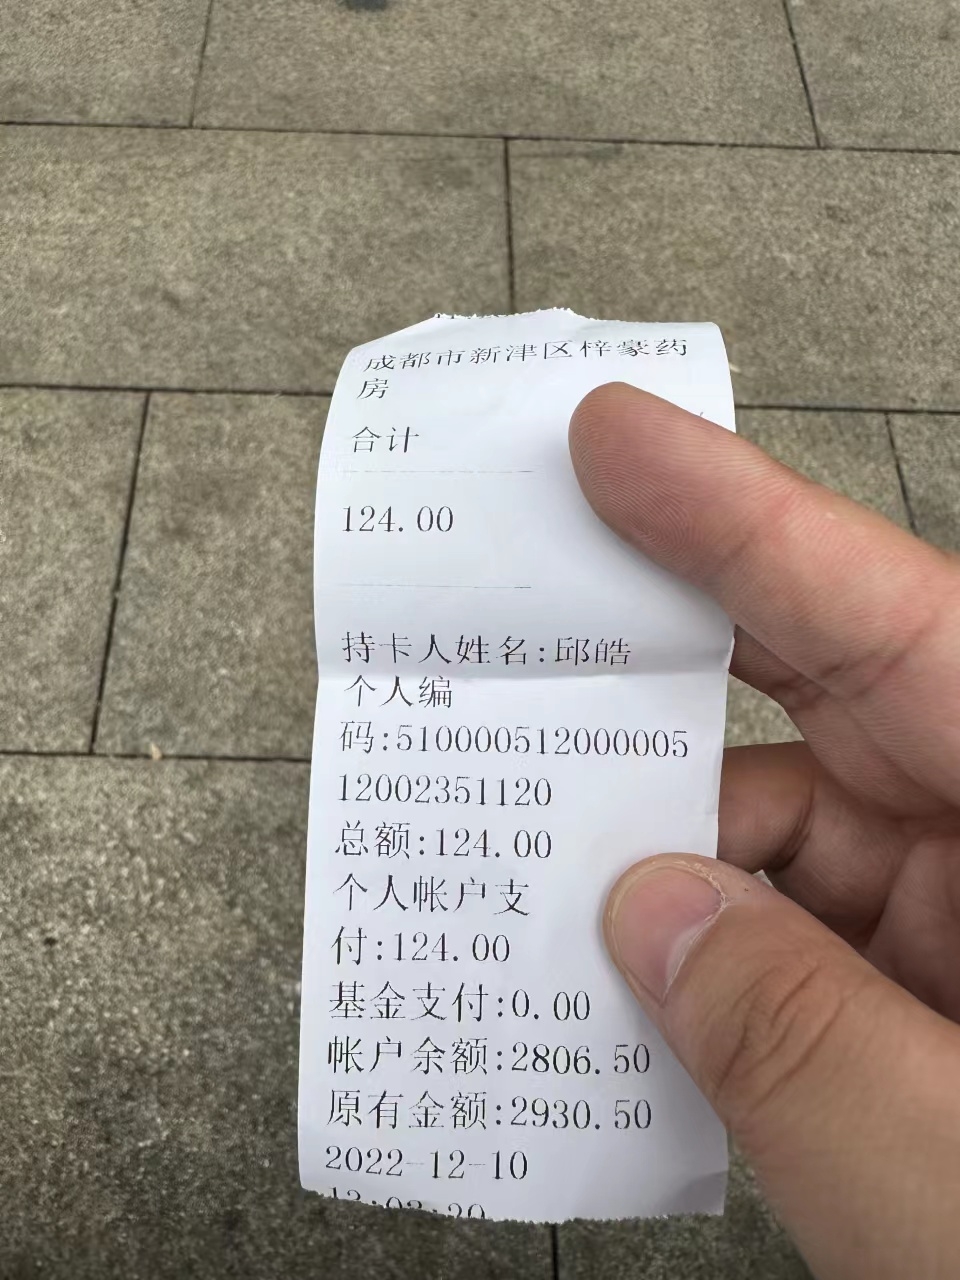 成都市新津区梓豪药
房
合计
124.00
持卡人姓名:邱皓
个人编
码:510000512000005
12002351120
总额:124.00
个人帐户支
付:124.00
基金支付:0.00
帐户余额:2806.50
原有金额:2930.50
2022-12-10